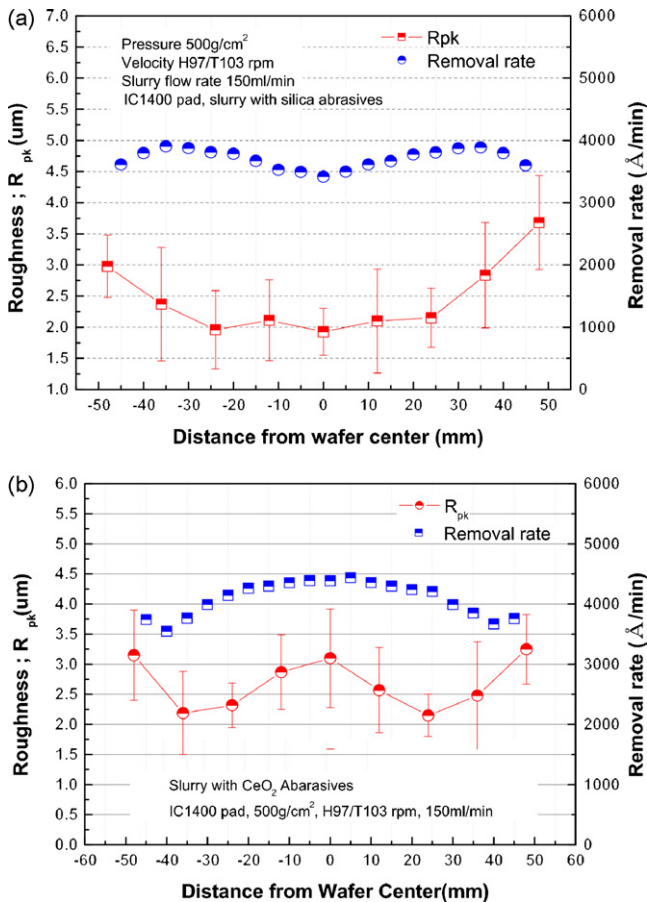 (a)
7.0
6.5
6.0
5.5
5.0
4.5
4.0
3.5
3.0
2.5
2.0
1.5
1.0
Roughness ; R pk (um)
Pressure 500g/cm²
Velocity H97/T103 rpm
Slurry flow rate 150ml/min
IC1400 pad, slurry with silica abrasives
Rpk
Removal rate
6000
5000
4000
3000
2000
1000
0
Removal rate ( Å/min)
-50 -40 -30 -20 -10 0 10 20 30 40 50
Distance from wafer center (mm)
(b)
6.0
5.5
5.0
4.5
4.0
3.5
3.0
2.5
2.0
1.5
1.0
0.5
0.0
Roughness ; R pk (um)
R pk
Removal rate
Slurry with CeO₂ Abarasives
IC1400 pad, 500g/cm², H97/T103 rpm, 150ml/min
6000
5000
4000
3000
2000
1000
0
Removal rate ( Å/min)
-60 -50 -40 -30 -20 -10 0 10 20 30 40 50 60
Distance from Wafer Center(mm)